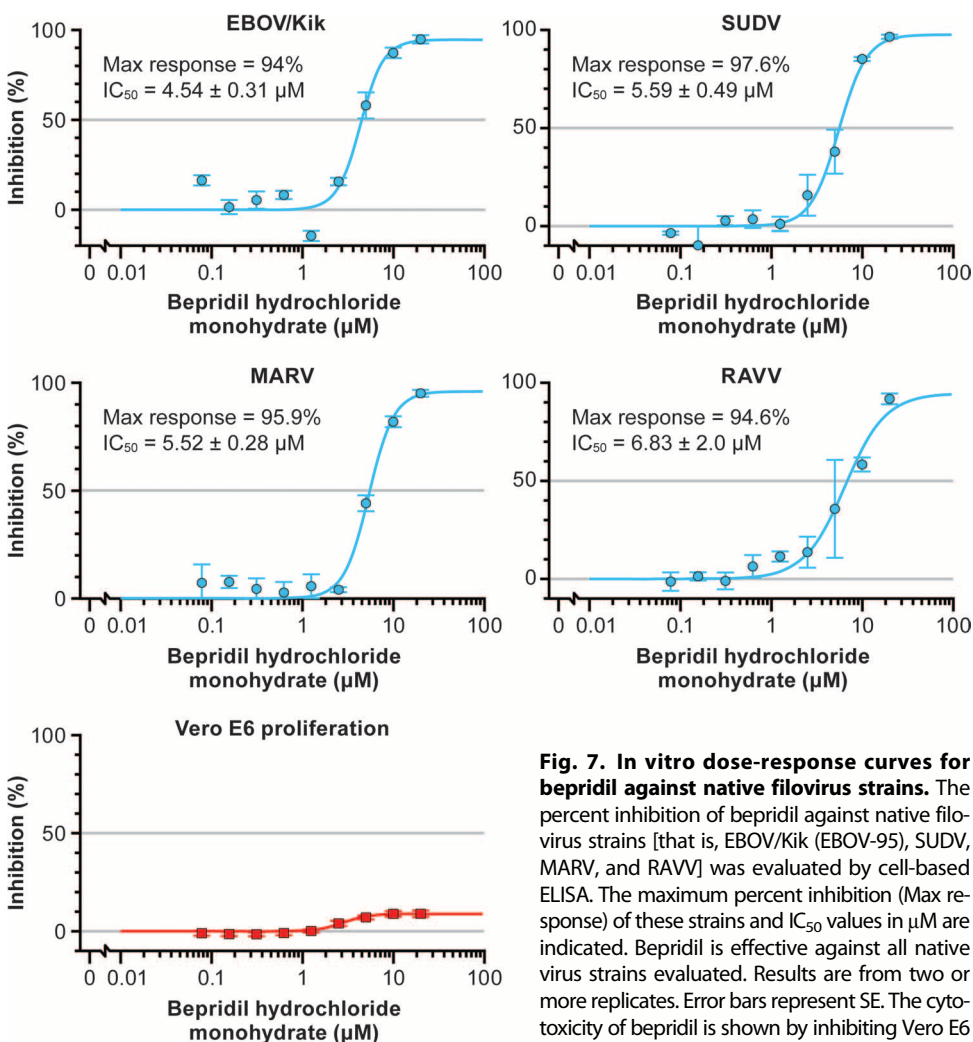 EBOV/Kik
100
50
0
Inhibition (%)
Max response = 94%
IC50 = 4.54 ± 0.31 µM
0 0.01 0.1 1 10 100
Bepridil hydrochloride
monohydrate (µM)
SUDV
100
50
0
Max response = 97.6%
IC50 = 5.59 ± 0.49 µM
0 0.01 0.1 1 10 100
Bepridil hydrochloride
monohydrate (µM)
MARV
100
50
0
Inhibition (%)
Max response = 95.9%
IC50 = 5.52 ± 0.28 µM
0 0.01 0.1 1 10 100
Bepridil hydrochloride
monohydrate (µM)
RAVV
100
50
0
Max response = 94.6%
IC50 = 6.83 ± 2.0 µM
0 0.01 0.1 1 10 100
Bepridil hydrochloride
monohydrate (µM)
Vero E6 proliferation
100
50
0
Inhibition (%)
0 0.01 0.1 1 10 100
Bepridil hydrochloride
monohydrate (µM)
Fig. 7. In vitro dose-response curves for
bepridil against native filovirus strains. The
percent inhibition of bepridil against native filo-
virus strains [that is, EBOV/Kik (EBOV-95), SUDV,
MARV, and RAVV] was evaluated by cell-based
ELISA. The maximum percent inhibition (Max re-
sponse) of these strains and IC50 values in µM are
indicated. Bepridil is effective against all native
virus strains evaluated. Results are from two or
more replicates. Error bars represent SE. The cyto-
toxicity of bepridil is shown by inhibiting Vero E6